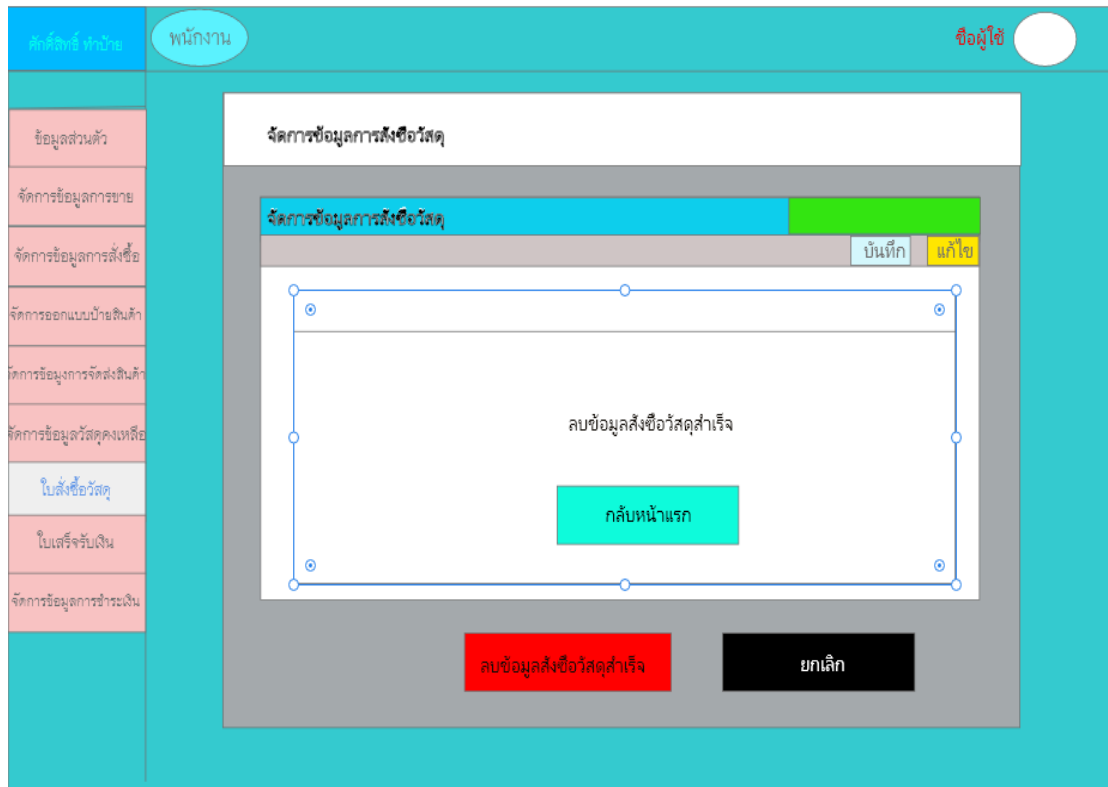 ศักดิ์สิทธิ์ ทำป้าย
พนักงาน
ชือผู้ใช้
ข้อมูลส่วนตัว
จัดการข้อมูลการขาย
จัดการข้อมูลการสั่งซื้อ
จัดการออกแบบป้ายสินค้า
จัดการข้อมูงการจัดส่งสินค้า
จัดการข้อมูลวัสดุคงเหลือ
ใบสั่งซื้อวัสดุ
ใบเสร็จรับเงิน
จัดการข้อมูลการชำระเงิน
จัดการข้อมูลการสังซือวัสดุ
จัดการข้อมูลการสังซือวัสดุ
บันทึก
แก้ไข
ลบข้อมูลสังซือวัสดุสำเร็จ
กลับหน้าแรก
ลบข้อมูลสังซือวัสดุสำเร็จ
ยกเลิก